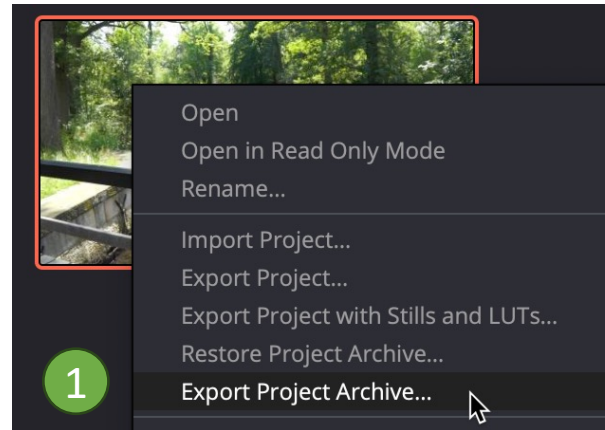 Open
Open in Read Only Mode
Rename...
Import Project...
Export Project...
Export Project with Stills and LUTs...
Restore Project Archive...
Export Project Archive...
1